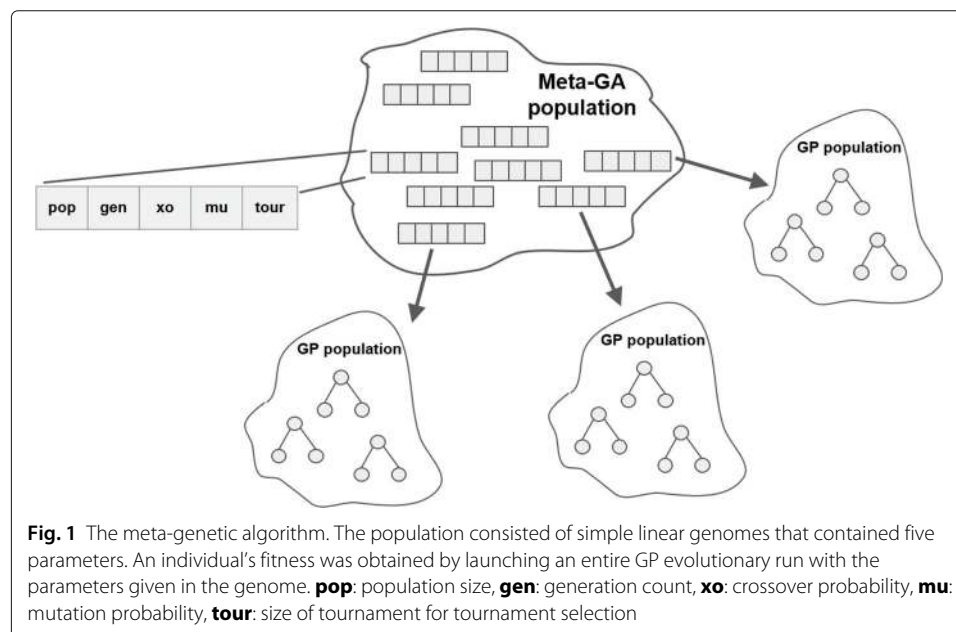 Meta-GA
population
GP population
pop gen xo mu tour
GP population
GP population
Fig. 1 The meta-genetic algorithm. The population consisted of simple linear genomes that contained five
parameters. An individual's fitness was obtained by launching an entire GP evolutionary run with the
parameters given in the genome. pop: population size, gen: generation count, xo: crossover probability, mu:
mutation probability, tour: size of tournament for tournament selection